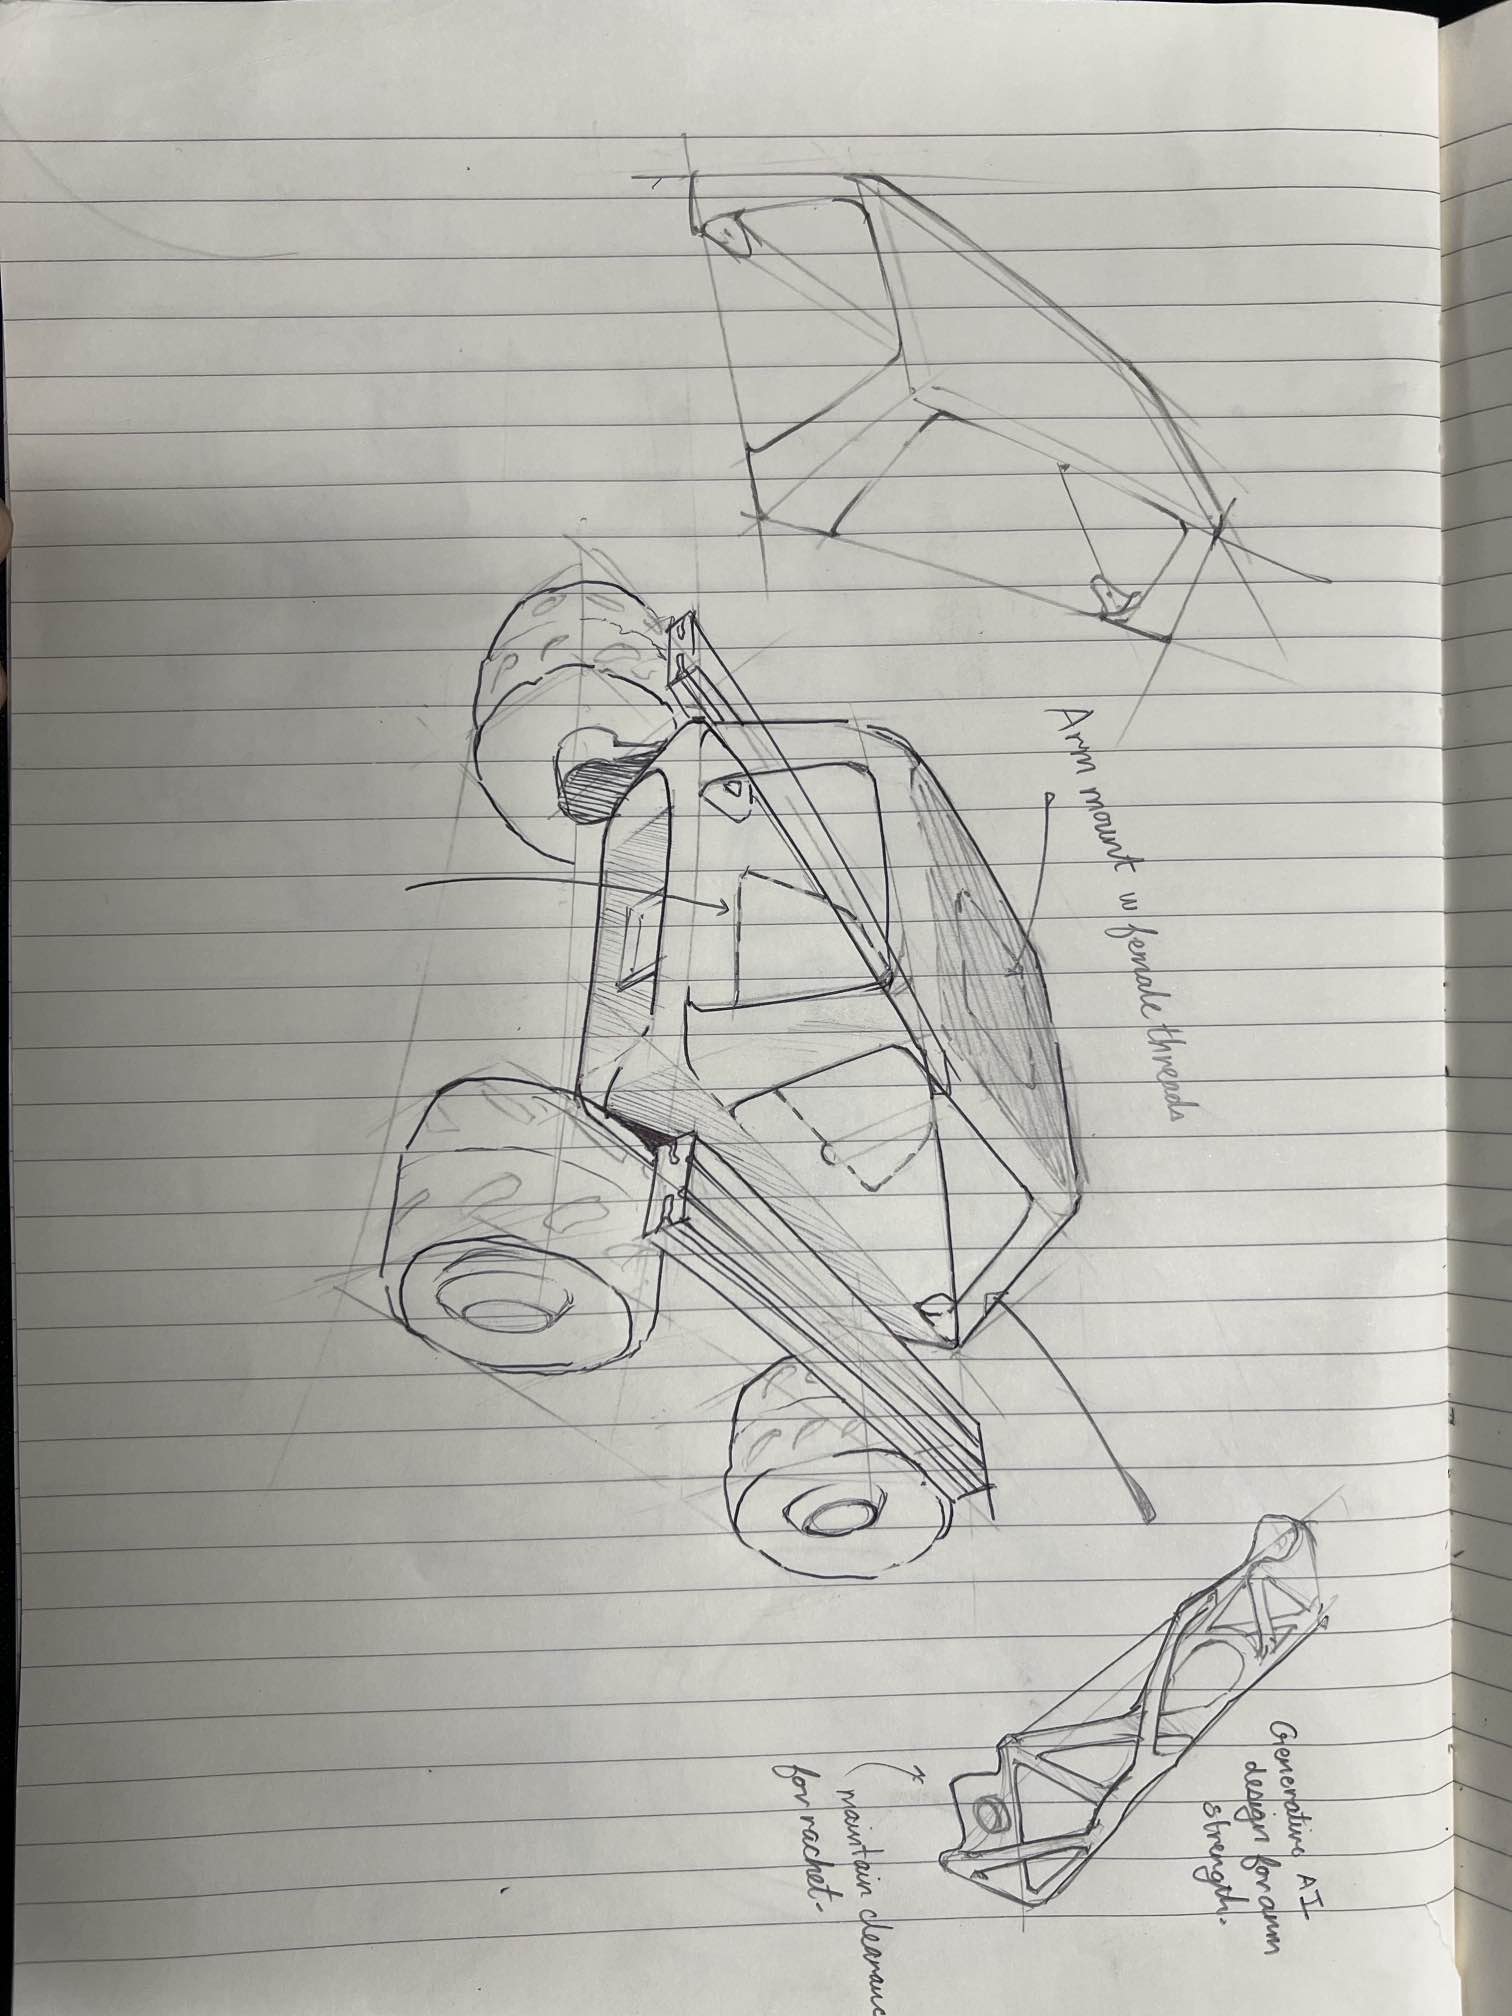 Arm mount w female threads
Generative AI
design for arm
strength.
maintain clearance
for rachet.